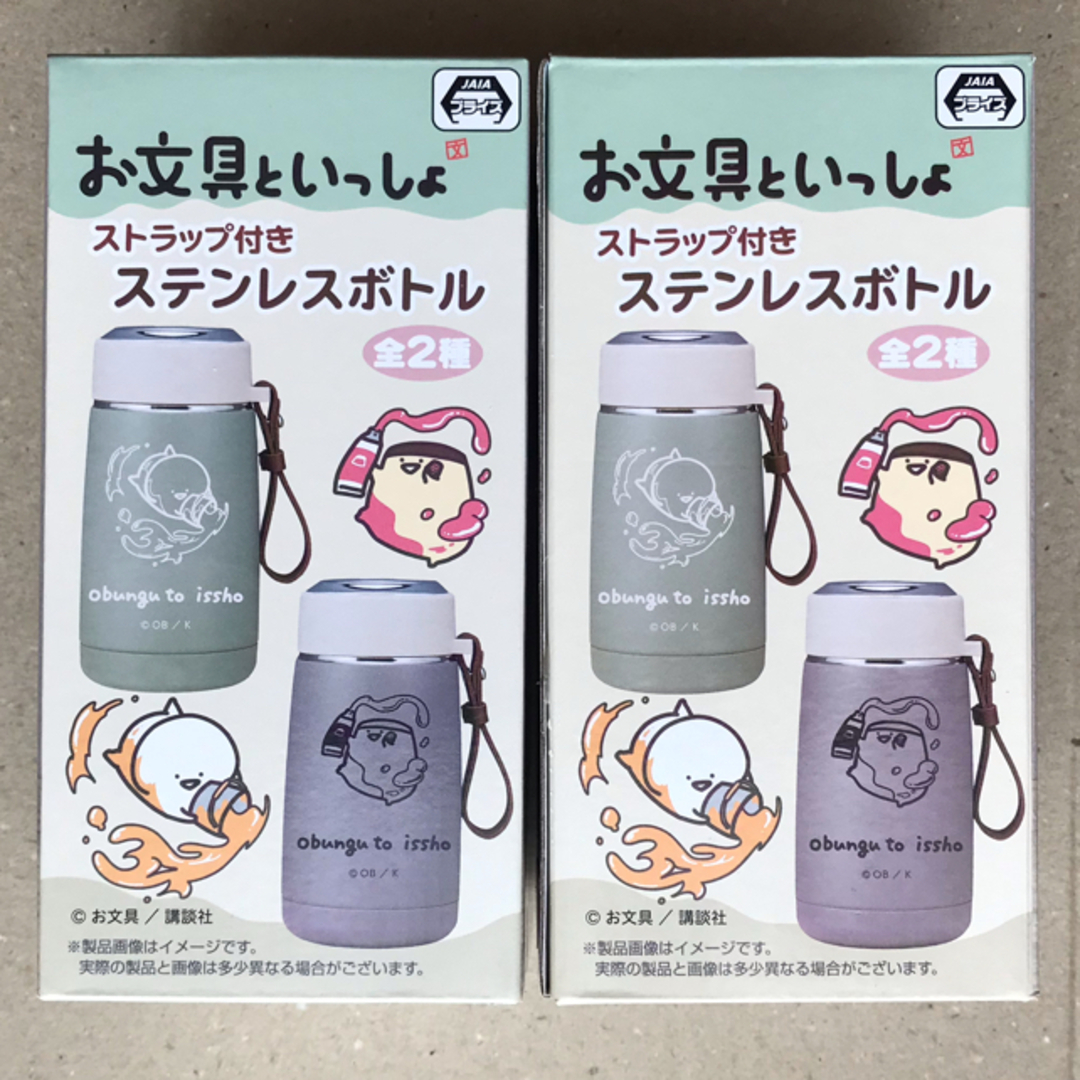 JAIA
プライズ
お文具といっしょ
文
ストラップ付き
ステンレスボトル
全2種
obungu to issho
©OB / K
obungu to issho
©OB / K
© お文具 / 講談社
※製品画像はイメージです。
実際の製品と画像は多少異なる場合がございます。
JAIA
プライズ
お文具といっしょ
文
ストラップ付き
ステンレスボトル
全2種
obungu to issho
©OB / K
obungu to issho
©OB / K
© お文具 / 講談社
※製品画像はイメージです。
実際の製品と画像は多少異なる場合がございます。